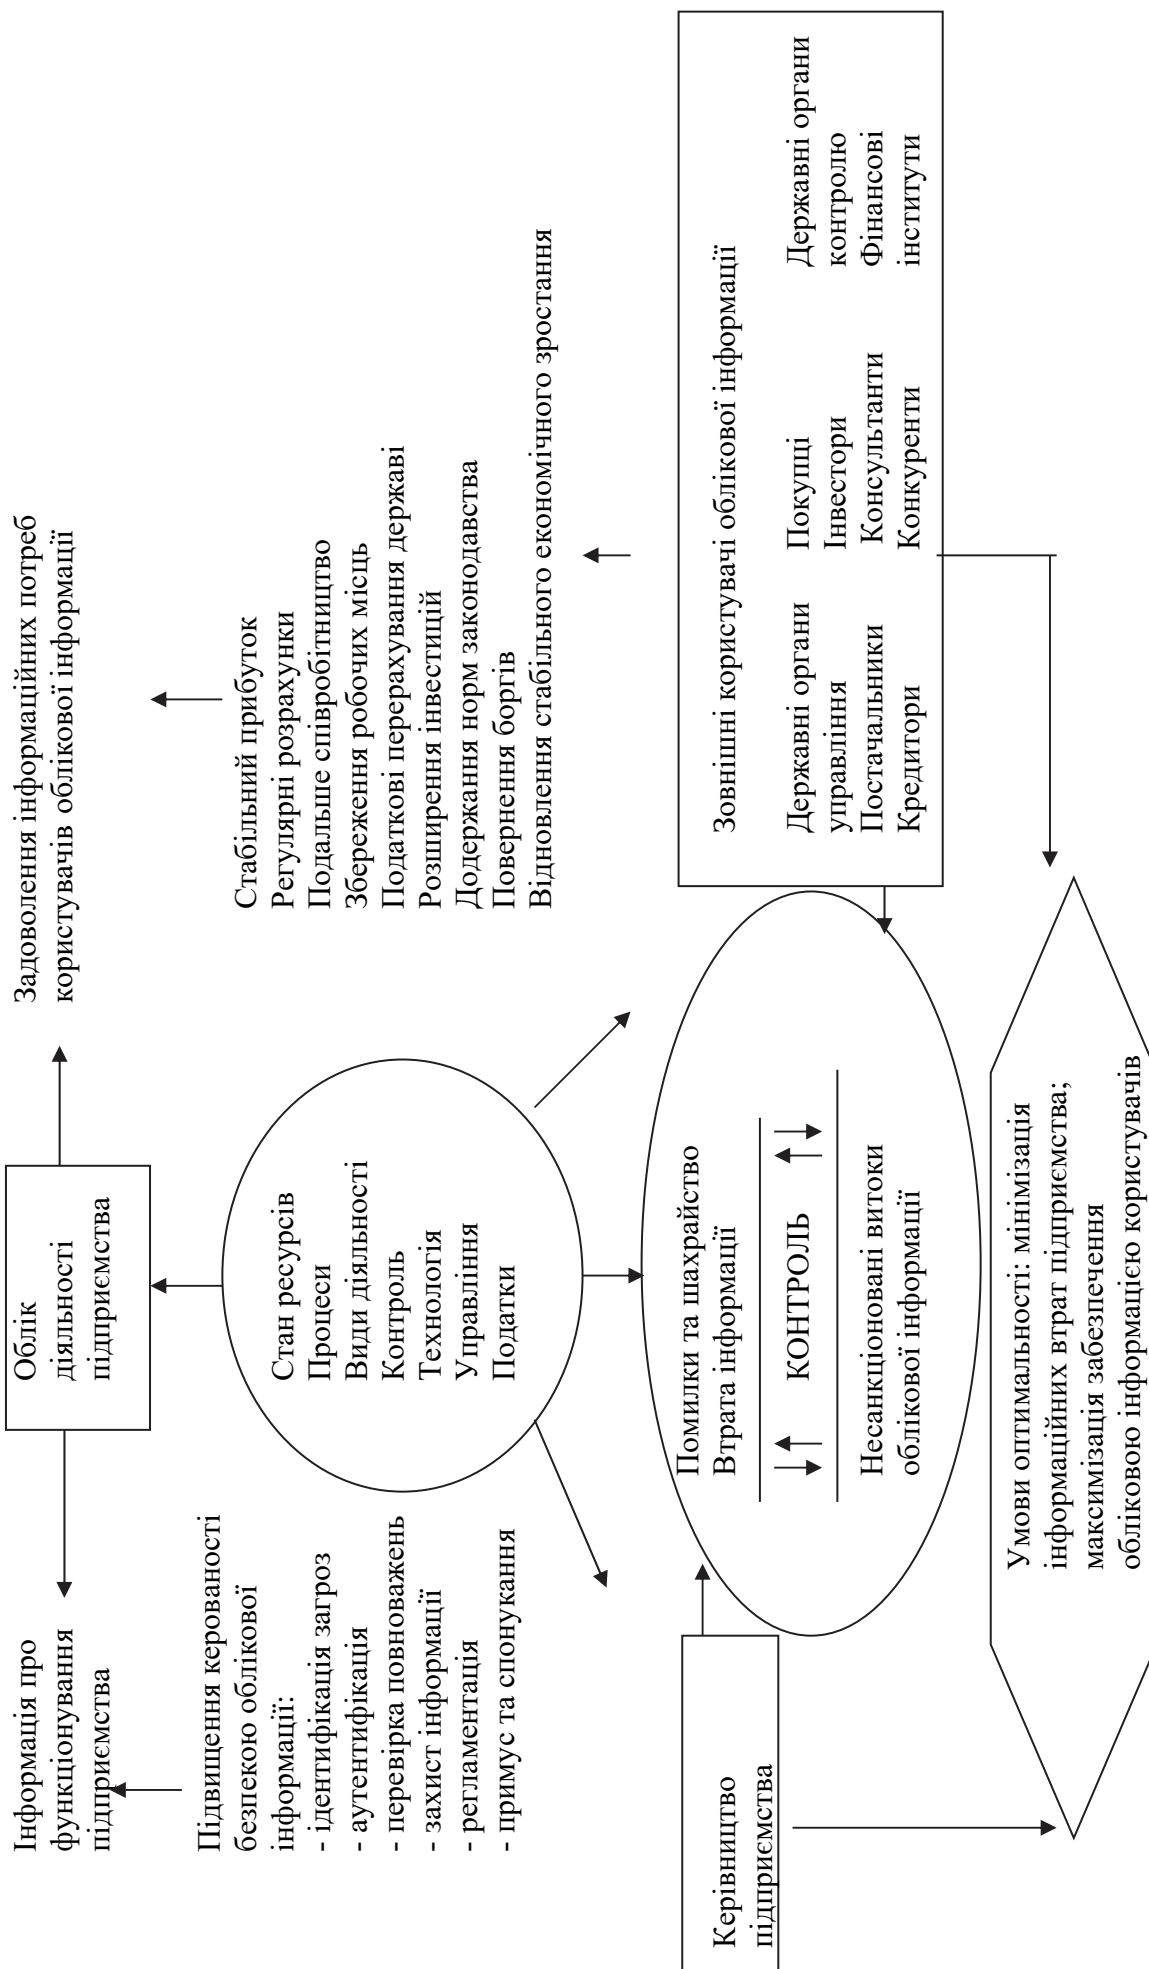 Інформація про
функціонування
підприємства
Облік
діяльності
підприємства
Задоволення інформаційних потреб
користувачів облікової інформації
Підвищення керованості
безпекою облікової
інформації:
- ідентифікація загроз
- аутентифікація
- перевірка повноважень
- захист інформації
- регламентація
- примус та спонукання
Стан ресурсів
Процеси
Види діяльності
Контроль
Технологія
Управління
Податки
Стабільний прибуток
Регулярні розрахунки
Подальше співробітництво
Збереження робочих місць
Податкові перерахування державі
Розширення інвестицій
Додержання норм законодавства
Повернення боргів
Відновлення стабільного економічного зростання
Керівництво
підприємства
Помилки та шахрайство
Втрата інформації
КОНТРОЛЬ
Несанкціоновані витоки
облікової інформації
Зовнішні користувачі облікової інформації
Державні органи
управління
Постачальники
Кредитори
Покупці
Інвестори
Консультанти
Конкуренти
Державні органи
контролю
Фінансові
інститути
Умови оптимальності: мінімізація
інформаційних втрат підприємства;
максимізація забезпечення
обліковою інформацією користувачів